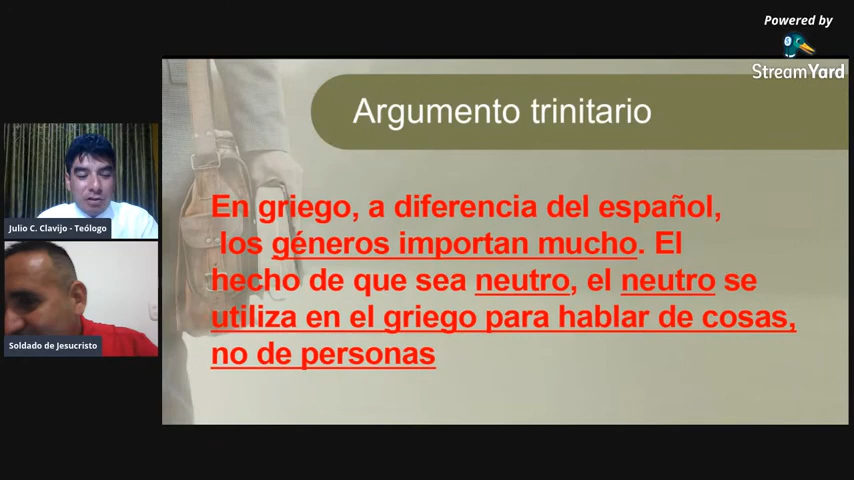 Powered by
StreamYard
Argumento trinitario
En griego, a diferencia del español,
los géneros importan mucho. El
hecho de que sea neutro, el neutro se
utiliza en el griego para hablar de cosas,
no de personas
Julio C. Clavijo - Teólogo
Soldado de Jesucristo